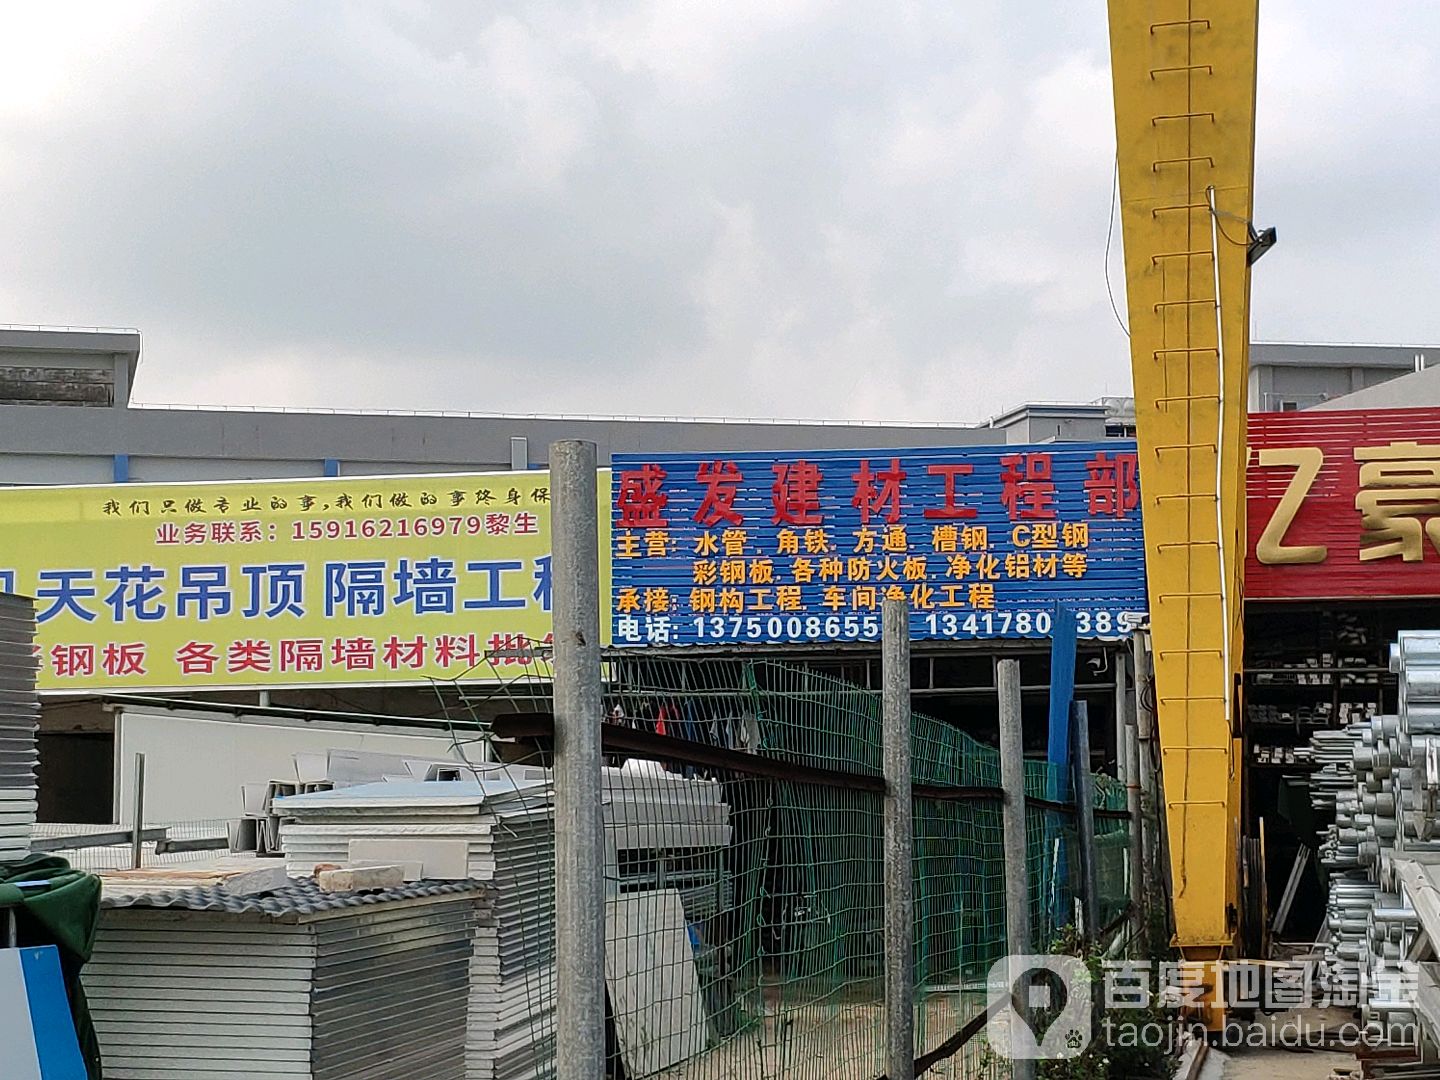 我们只做专业的事,我们做的事终身保
业务联系：15916216979黎生
天花吊顶 隔墙工程
钢板 各类隔墙材料批
盛发建材工程部
主营: 水管. 角铁. 方通. 槽钢. C型钢
彩钢板. 各种防火板. 净化铝材等
承接: 钢构工程. 车间净化工程
电话: 1375008655 1341780 389
亿豪
百度地图淘金
taojin.baidu.com